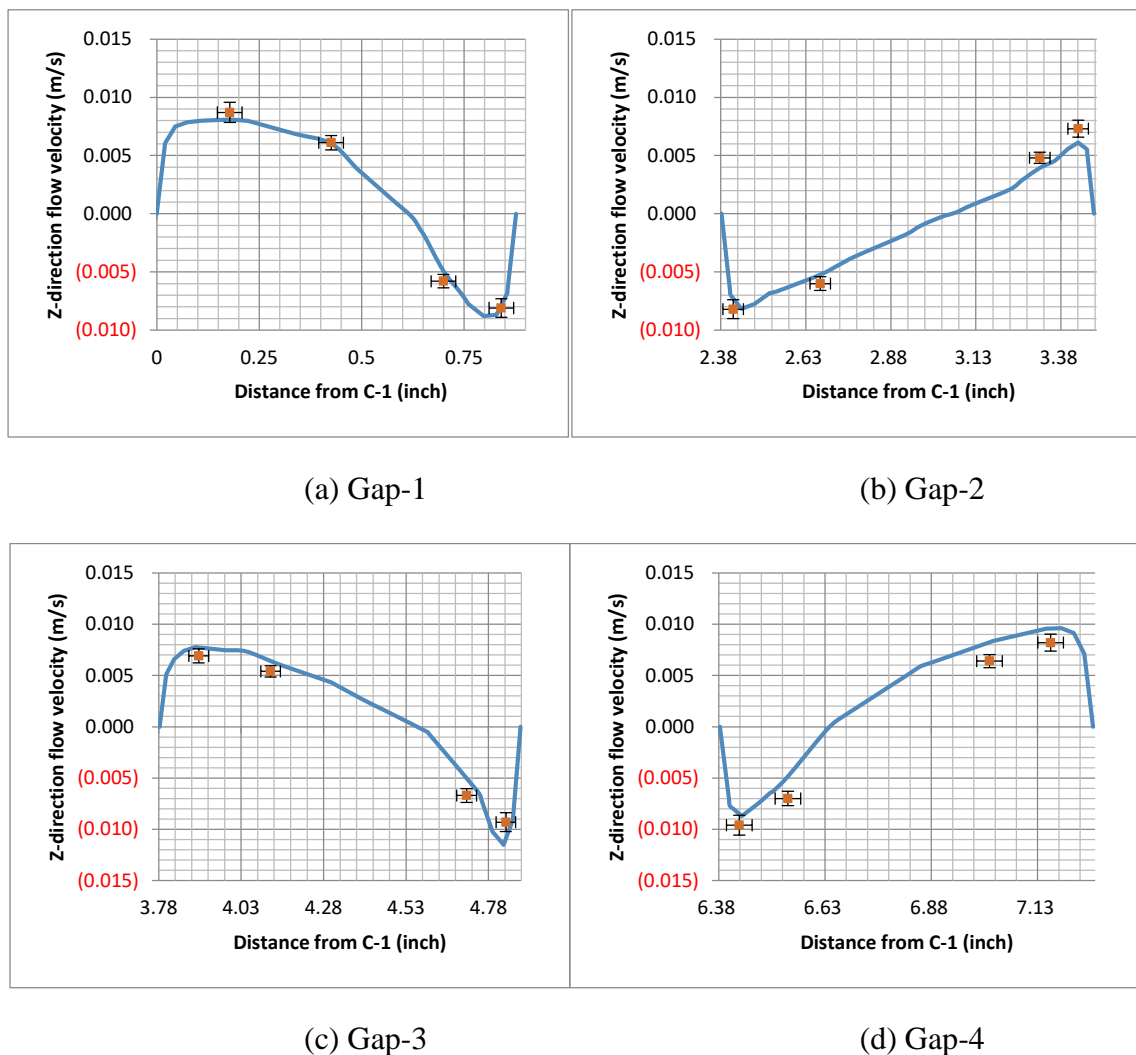 Z-direction flow velocity (m/s)
0.015
0.010
0.005
0.000
(0.005)
(0.010)
0 0.25 0.5 0.75
Distance from C-1 (inch)
(a) Gap-1
Z-direction flow velocity (m/s)
0.015
0.010
0.005
0.000
(0.005)
(0.010)
2.38 2.63 2.88 3.13 3.38
Distance from C-1 (inch)
(b) Gap-2
Z-direction flow velocity (m/s)
0.015
0.010
0.005
0.000
(0.005)
(0.010)
(0.015)
3.78 4.03 4.28 4.53 4.78
Distance from C-1 (inch)
(c) Gap-3
Z-direction flow velocity (m/s)
0.015
0.010
0.005
0.000
(0.005)
(0.010)
(0.015)
6.38 6.63 6.88 7.13
Distance from C-1 (inch)
(d) Gap-4